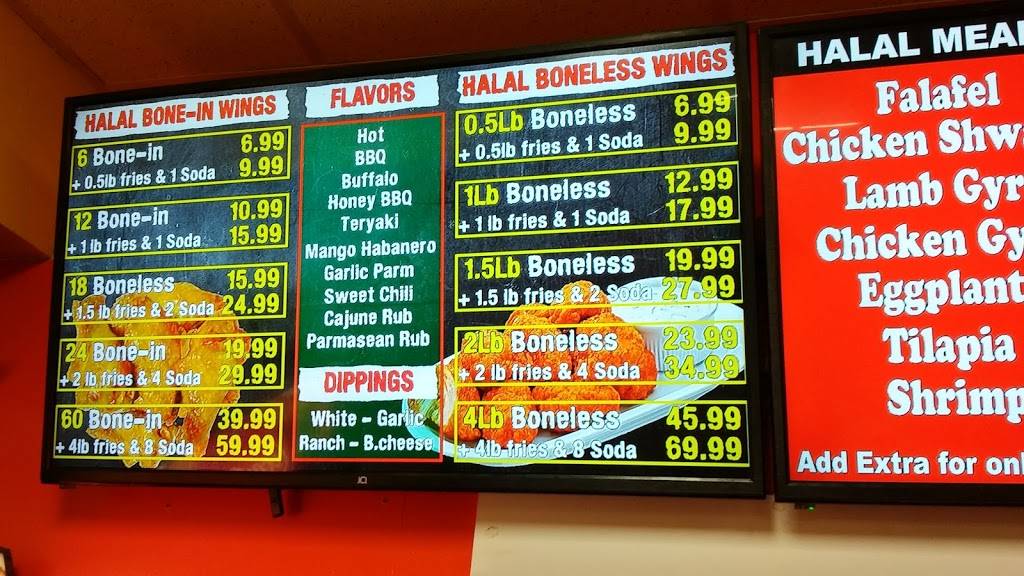 HALAL BONE-IN WINGS
6 Bone-in 6.99
+ 0.5lb fries & 1 Soda 9.99
12 Bone-in 10.99
+ 1 lb fries & 1 Soda 15.99
18 Boneless 15.99
+ 1.5 lb fries & 2 Soda 24.99
24 Bone-in 19.99
+ 2 lb fries & 4 Soda 29.99
60 Bone-in 39.99
+ 4lb fries & 8 Soda 59.99
FLAVORS
Hot
BBQ
Buffalo
Honey BBQ
Teryaki
Mango Habanero
Garlic Parm
Sweet Chili
Cajune Rub
Parmasean Rub
DIPPINGS
White - Garlic
Ranch - B.cheese
HALAL BONELESS WINGS
0.5Lb Boneless 6.99
+ 0.5lb fries & 1 Soda 9.99
1Lb Boneless 12.99
+ 1 lb fries & 1 Soda 17.99
1.5Lb Boneless 19.99
+ 1.5 lb fries & 2 Soda 27.99
2Lb Boneless 23.99
+ 2 lb fries & 4 Soda 34.99
4Lb Boneless 45.99
+ 4lb fries & 8 Soda 69.99
HALAL MEA
Falafel
Chicken Shw
Lamb Gyr
Chicken Gy
Eggplant
Tilapia
Shrimp
Add Extra for onl